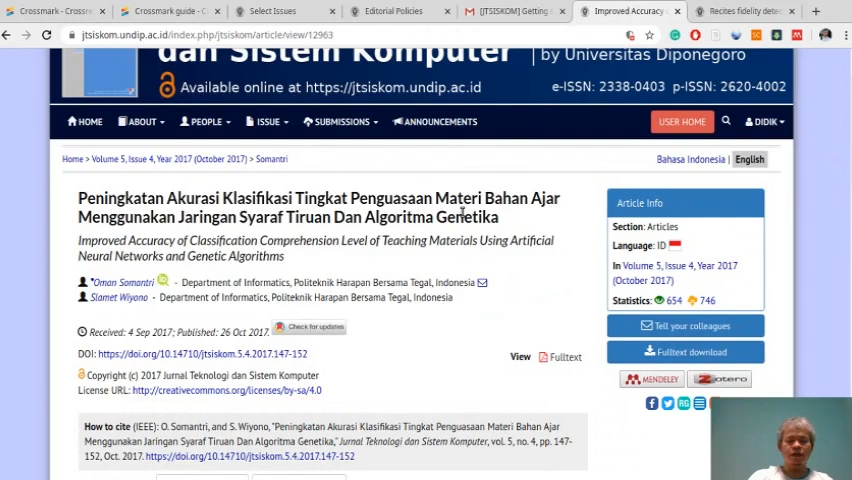 Crossmark - Crossre
Crossmark guide - Cro
Select Issues
Editorial Policies
[JTSISKOM] Getting s
Improved Accuracy o
Recites fidelity dete
jtsiskom.undip.ac.id/index.php/jtsiskom/article/view/12963
dan Sistem Komputer
| by Universitas Diponegoro
Available online at https://jtsiskom.undip.ac.id
e-ISSN: 2338-0403 p-ISSN: 2620-4002
HOME ABOUT PEOPLE ISSUE SUBMISSIONS ANNOUNCEMENTS USER HOME DIDIK
Home > Volume 5, Issue 4, Year 2017 (October 2017) > Somantri
Bahasa Indonesia | English
Peningkatan Akurasi Klasifikasi Tingkat Penguasaan Materi Bahan Ajar
Menggunakan Jaringan Syaraf Tiruan Dan Algoritma Genetika
Improved Accuracy of Classification Comprehension Level of Teaching Materials Using Artificial
Neural Networks and Genetic Algorithms
*Oman Somantri - Department of Informatics, Politeknik Harapan Bersama Tegal, Indonesia
Slamet Wiyono - Department of Informatics, Politeknik Harapan Bersama Tegal, Indonesia
Received: 4 Sep 2017; Published: 26 Oct 2017.
Check for updates
DOI: https://doi.org/10.14710/jtsiskom.5.4.2017.147-152
View Fulltext
Copyright (c) 2017 Jurnal Teknologi dan Sistem Komputer
License URL: http://creativecommons.org/licenses/by-sa/4.0
How to cite (IEEE): O. Somantri, and S. Wiyono, "Peningkatan Akurasi Klasifikasi Tingkat Penguasaan Materi Bahan Ajar
Menggunakan Jaringan Syaraf Tiruan Dan Algoritma Genetika," Jurnal Teknologi dan Sistem Komputer, vol. 5, no. 4, pp. 147-
152, Oct. 2017. https://doi.org/10.14710/jtsiskom.5.4.2017.147-152
Article Info
Section: Articles
Language: ID
In Volume 5, Issue 4, Year 2017
(October 2017)
Statistics: 654 746
Tell your colleagues
Fulltext download
MENDELEY
zotero
RG